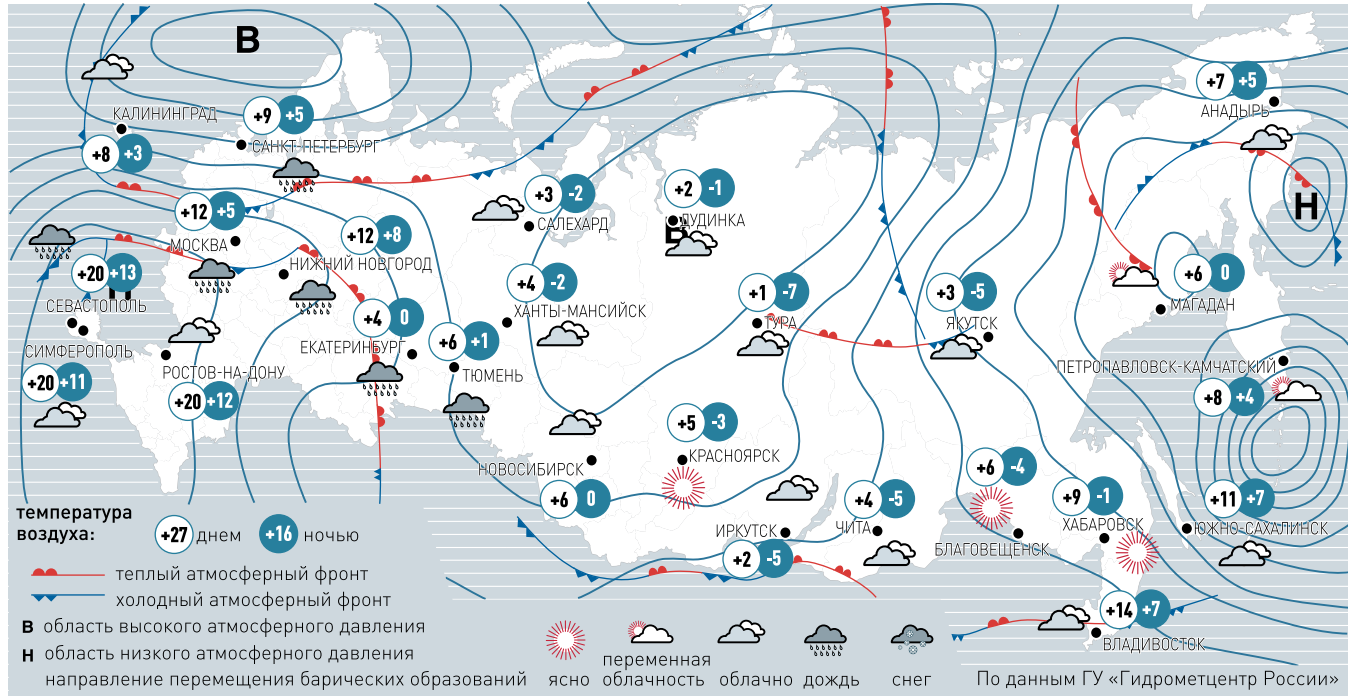 В
+7 +5
АНАДЫРЬ
КАЛИНИНГРАД
+9 +5
САНКТ-ПЕТЕРБУРГ
+8 +3
+3 -2
САЛЕХАРД
+2 -1
ДУДИНКА
В
Н
+12 +5
МОСКВА
+12 +8
НИЖНИЙ НОВГОРОД
+20 +13
Н
СЕВАСТОПОЛЬ
+4 -2
ХАНТЫ-МАНСИЙСК
+1 -7
ТУРА
+3 -5
ЯКУТСК
+6 0
МАГАДАН
+4 0
ЕКАТЕРИНБУРГ
+6 +1
ТЮМЕНЬ
СИМФЕРОПОЛЬ
+20 +11
РОСТОВ-НА-ДОНУ
+20 +12
ПЕТРОПАВЛОВСК-КАМЧАТСКИЙ
+8 +4
+5 -3
КРАСНОЯРСК
НОВОСИБИРСК
+6 0
+6 -4
БЛАГОВЕЩЕНСК
+4 -5
ЧИТА
+9 -1
ХАБАРОВСК
+11 +7
ЮЖНО-САХАЛИНСК
ИРКУТСК
+2 -5
+14 +7
ВЛАДИВОСТОК
температура
воздуха:
+27 днем +16 ночью
теплый атмосферный фронт
холодный атмосферный фронт
В область высокого атмосферного давления
Н область низкого атмосферного давления
направление перемещения барических образований
ясно
переменная
облачность
облачно
дождь
снег
По данным ГУ «Гидрометцентр России»